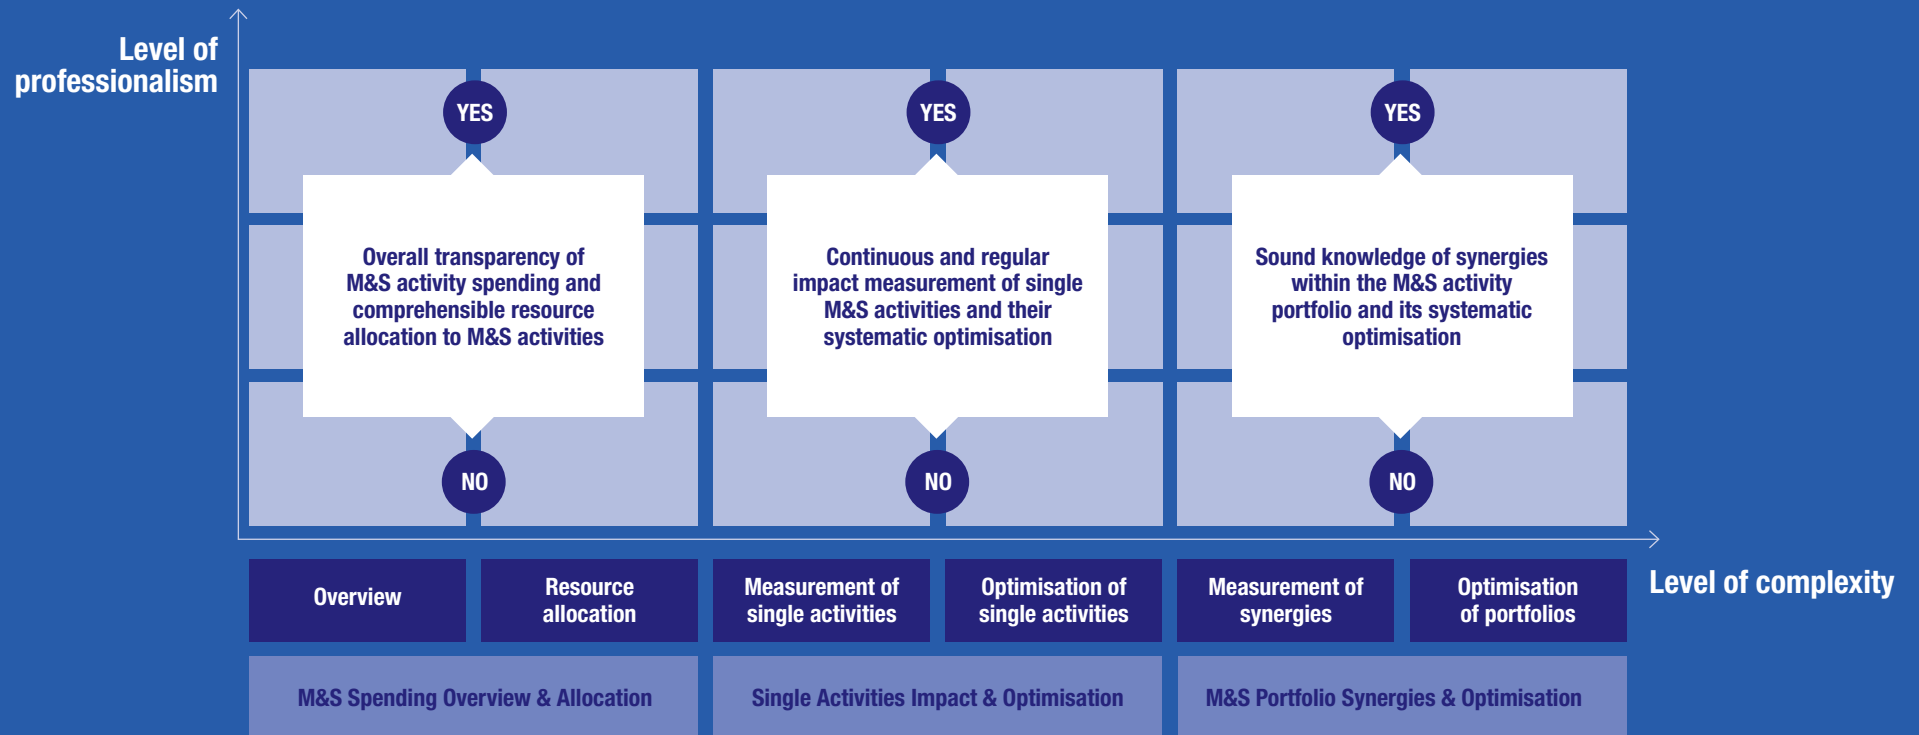 Level of
professionalism
YES
YES
YES
Overall transparency of
M&S activity spending and
comprehensible resource
allocation to M&S activities
Continuous and regular
impact measurement of single
M&S activities and their
systematic optimisation
Sound knowledge of synergies
within the M&S activity
portfolio and its systematic
optimisation
NO
NO
NO
Overview
Resource
allocation
Measurement of
single activities
Optimisation of
single activities
Measurement of
synergies
Optimisation
of portfolios
Level of complexity
M&S Spending Overview & Allocation
Single Activities Impact & Optimisation
M&S Portfolio Synergies & Optimisation